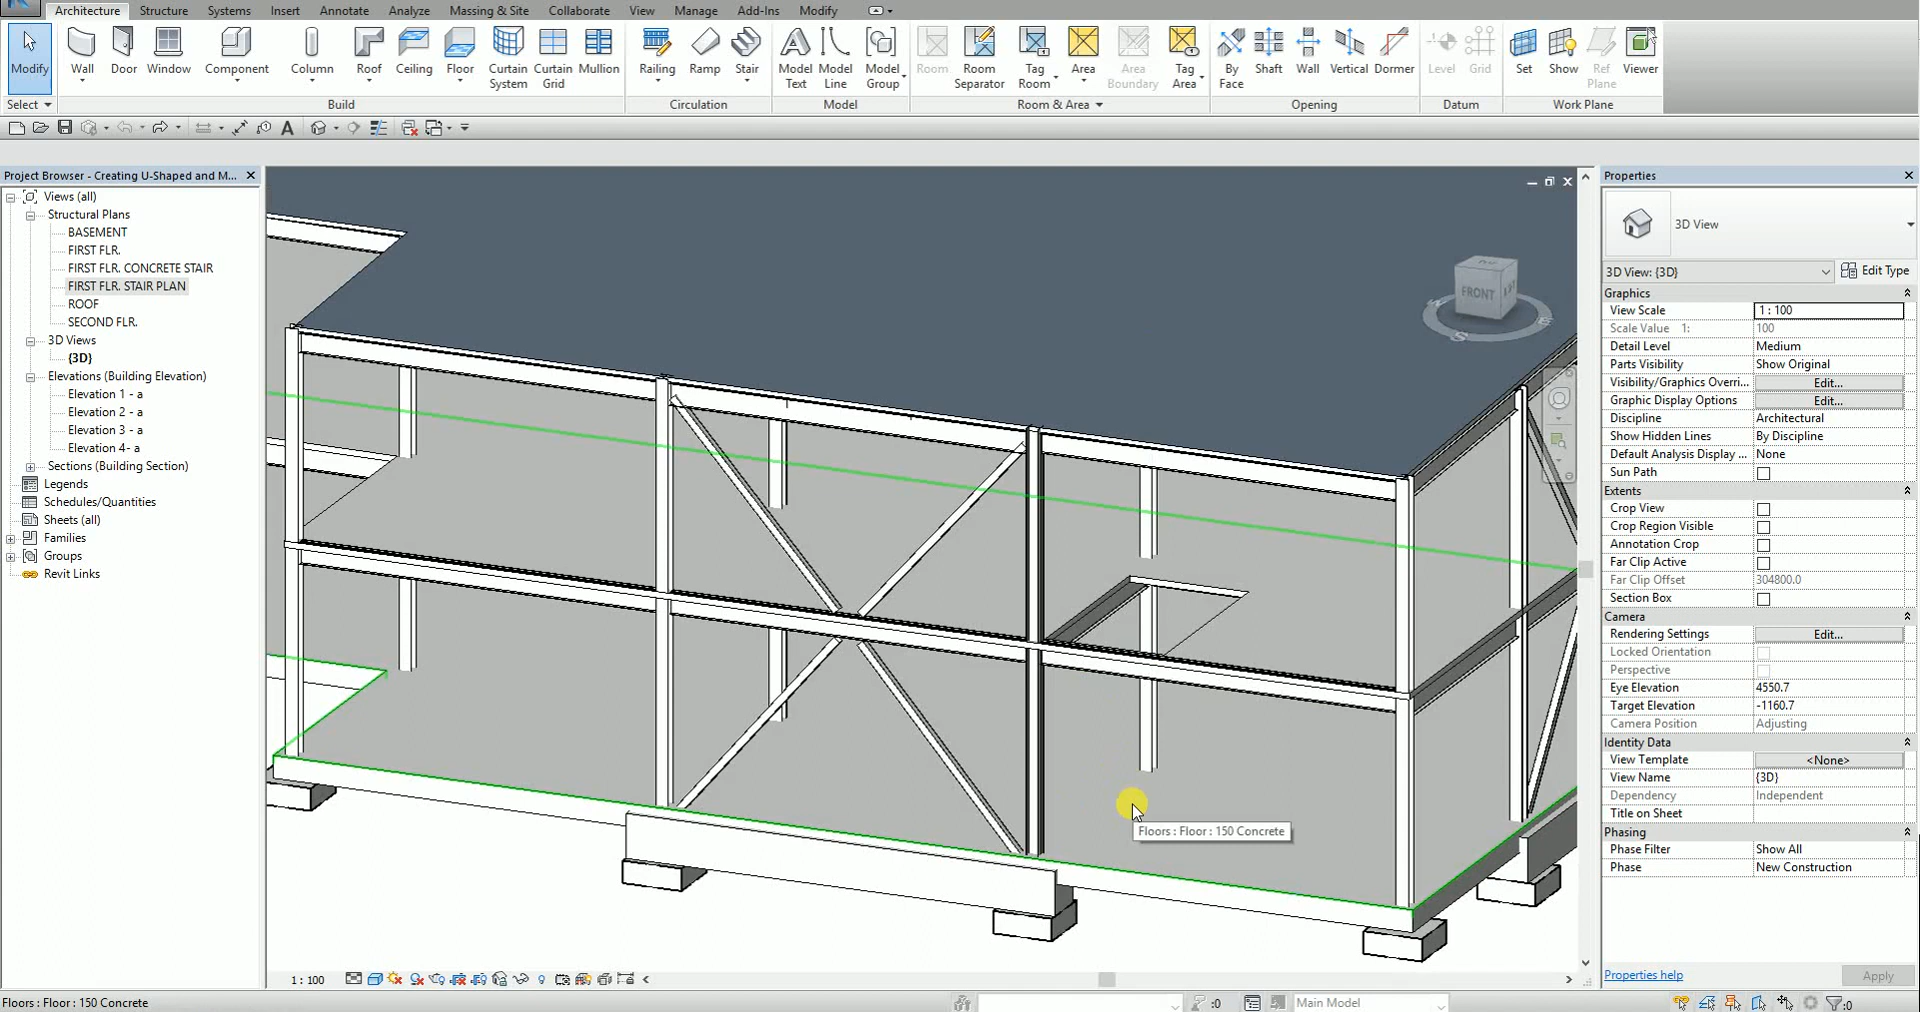 Architecture Structure Systems Insert Annotate Analyze Massing & Site Collaborate View Manage Add-Ins Modify
Modify Wall Door Window Component Column Roof Ceiling Floor Curtain System Curtain Grid Mullion Railing Ramp Stair Model Text Model Line Model Group Room Room Separator Tag Room Area Area Boundary Tag Area By Face Shaft Wall Vertical Dormer Level Grid Set Show Ref Plane Viewer
Select Build Circulation Model Room & Area Opening Datum Work Plane
Project Browser - Creating U-Shaped and M...
Views (all)
Structural Plans
BASEMENT
FIRST FLR.
FIRST FLR. CONCRETE STAIR
FIRST FLR. STAIR PLAN
ROOF
SECOND FLR.
3D Views
{3D}
Elevations (Building Elevation)
Elevation 1 - a
Elevation 2 - a
Elevation 3 - a
Elevation 4- a
Sections (Building Section)
Legends
Schedules/Quantities
Sheets (all)
Families
Groups
Revit Links
FRONT
S
E
Floors : Floor : 150 Concrete
1 : 100
Properties
3D View
3D View: {3D} Edit Type
Graphics
View Scale 1 : 100
Scale Value 1: 100
Detail Level Medium
Parts Visibility Show Original
Visibility/Graphics Overri... Edit...
Graphic Display Options Edit...
Discipline Architectural
Show Hidden Lines By Discipline
Default Analysis Display ... None
Sun Path
Extents
Crop View
Crop Region Visible
Annotation Crop
Far Clip Active
Far Clip Offset 304800.0
Section Box
Camera
Rendering Settings Edit...
Locked Orientation
Perspective
Eye Elevation 4550.7
Target Elevation -1160.7
Camera Position Adjusting
Identity Data
View Template <None>
View Name {3D}
Dependency Independent
Title on Sheet
Phasing
Phase Filter Show All
Phase New Construction
Properties help Apply
Floors : Floor : 150 Concrete :0 Main Model :0